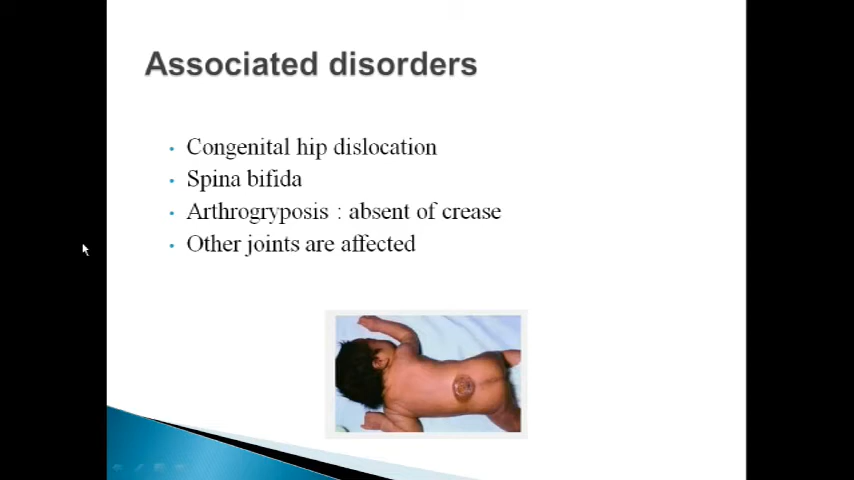 Associated disorders
• Congenital hip dislocation
• Spina bifida
• Arthrogryposis : absent of crease
• Other joints are affected